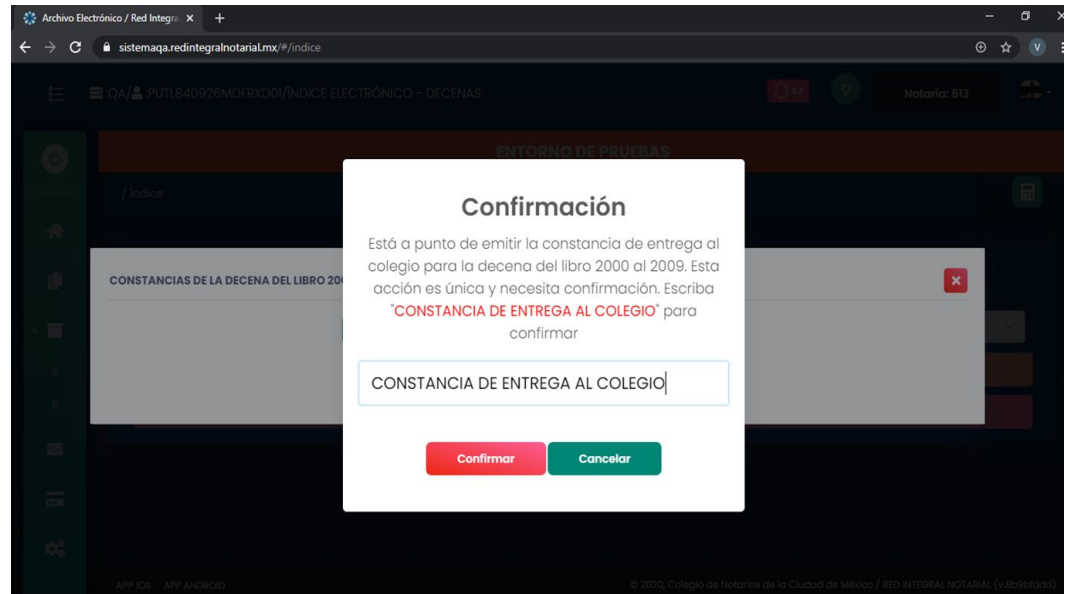 Archivo Electrónico / Red Integra
sistemaqa.redintegralnotarial.mx/#/indice
V
:QA/ :PUTL840926MDFRXD01/ÍNDICE ELECTRÓNICO - DECENAS
Notaría: 513
ENTORNO DE PRUEBAS
/ Índice
CONSTANCIAS DE LA DECENA DEL LIBRO 200
Confirmación
Está a punto de emitir la constancia de entrega al
colegio para la decena del libro 2000 al 2009. Esta
acción es única y necesita confirmación. Escriba
"CONSTANCIA DE ENTREGA AL COLEGIO" para
confirmar
CONSTANCIA DE ENTREGA AL COLEGIO
Confirmar Cancelar
APP IOS APP ANDROID
© 2020, Colegio de Notarios de la Ciudad de México / RED INTEGRAL NOTARIAL (v.8b9bfddd)